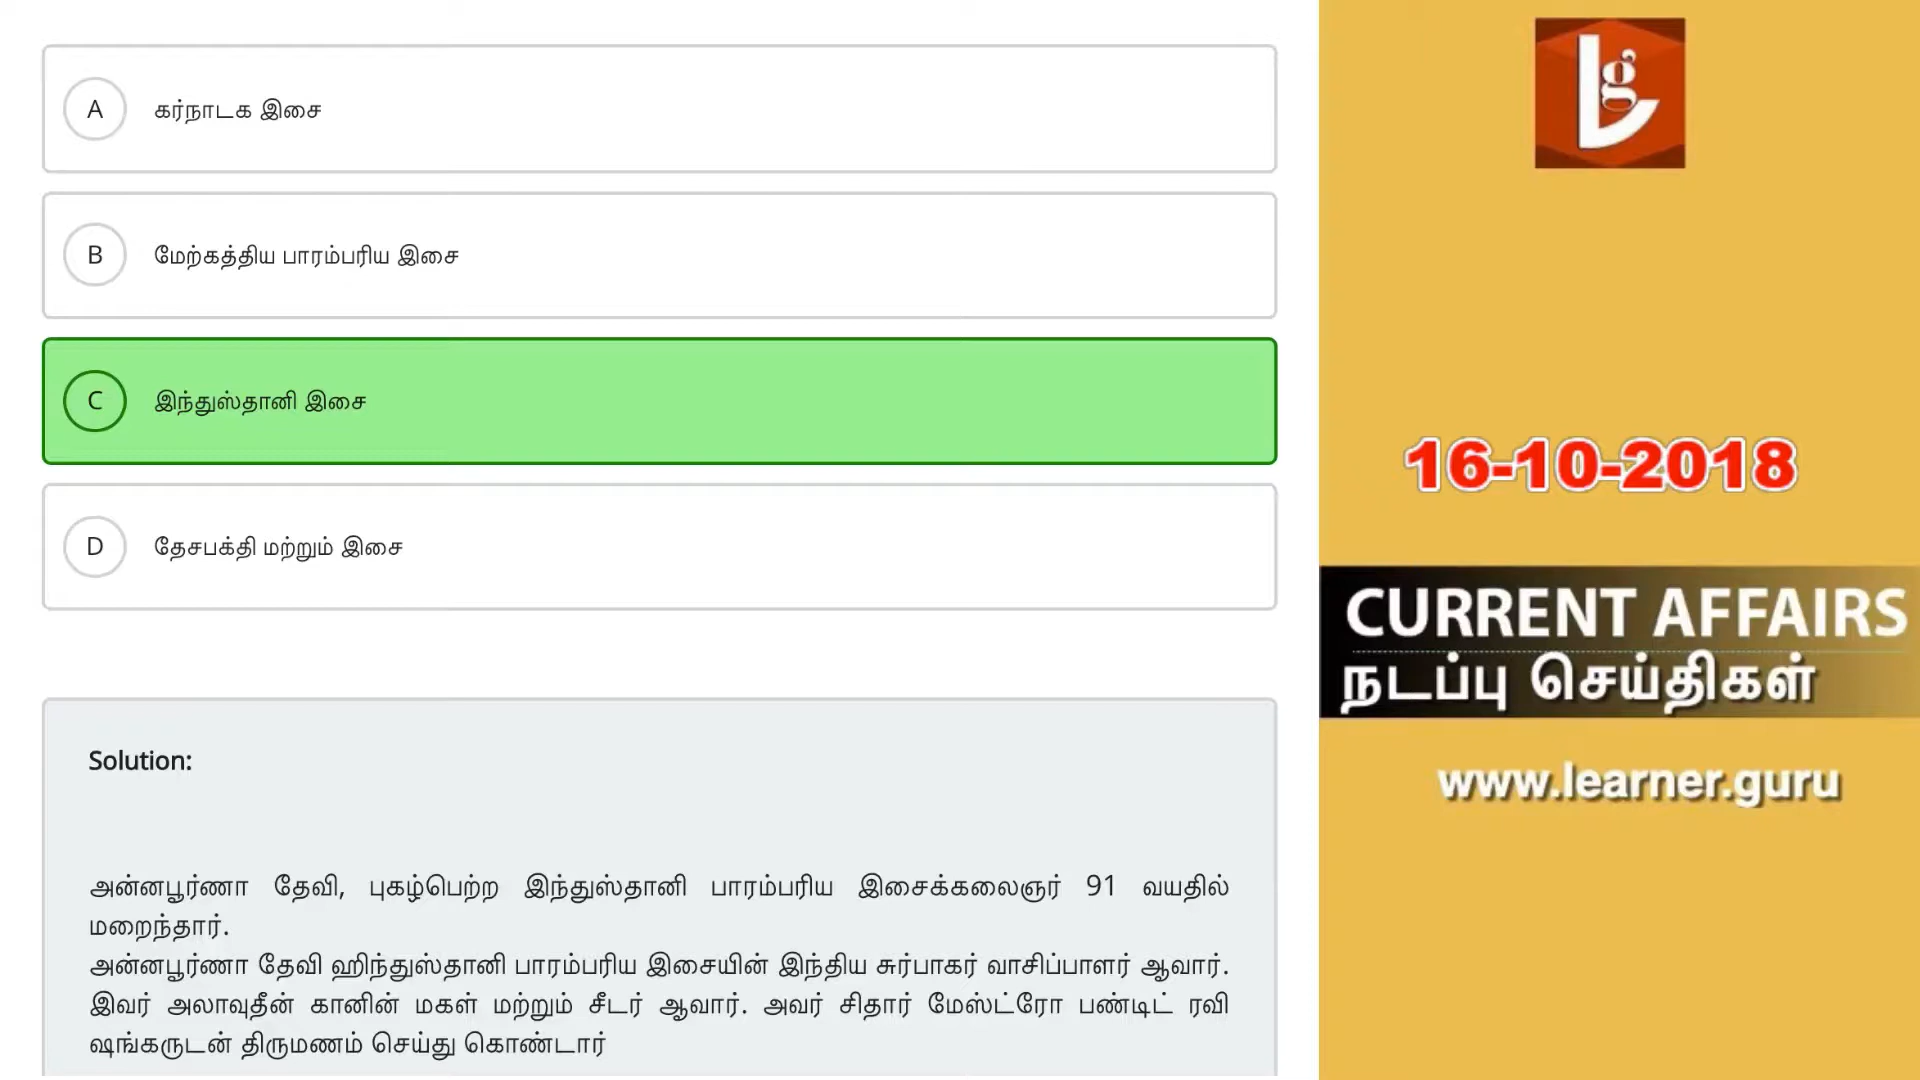 A கர்நாடக இசை
B மேற்கத்திய பாரம்பரிய இசை
C இந்துஸ்தானி இசை
D தேசபக்தி மற்றும் இசை
Solution:
அன்னபூர்ணா தேவி, புகழ்பெற்ற இந்துஸ்தானி பாரம்பரிய இசைக்கலைஞர் 91 வயதில்
மறைந்தார்.
அன்னபூர்ணா தேவி ஹிந்துஸ்தானி பாரம்பரிய இசையின் இந்திய சுர்பாகர் வாசிப்பாளர் ஆவார்.
இவர் அலாவுதீன் கானின் மகள் மற்றும் சீடர் ஆவார். அவர் சிதார் மேஸ்ட்ரோ பண்டிட் ரவி
ஷங்கருடன் திருமணம் செய்து கொண்டார்
Lg
16-10-2018
CURRENT AFFAIRS
நடப்பு செய்திகள்
www.learner.guru